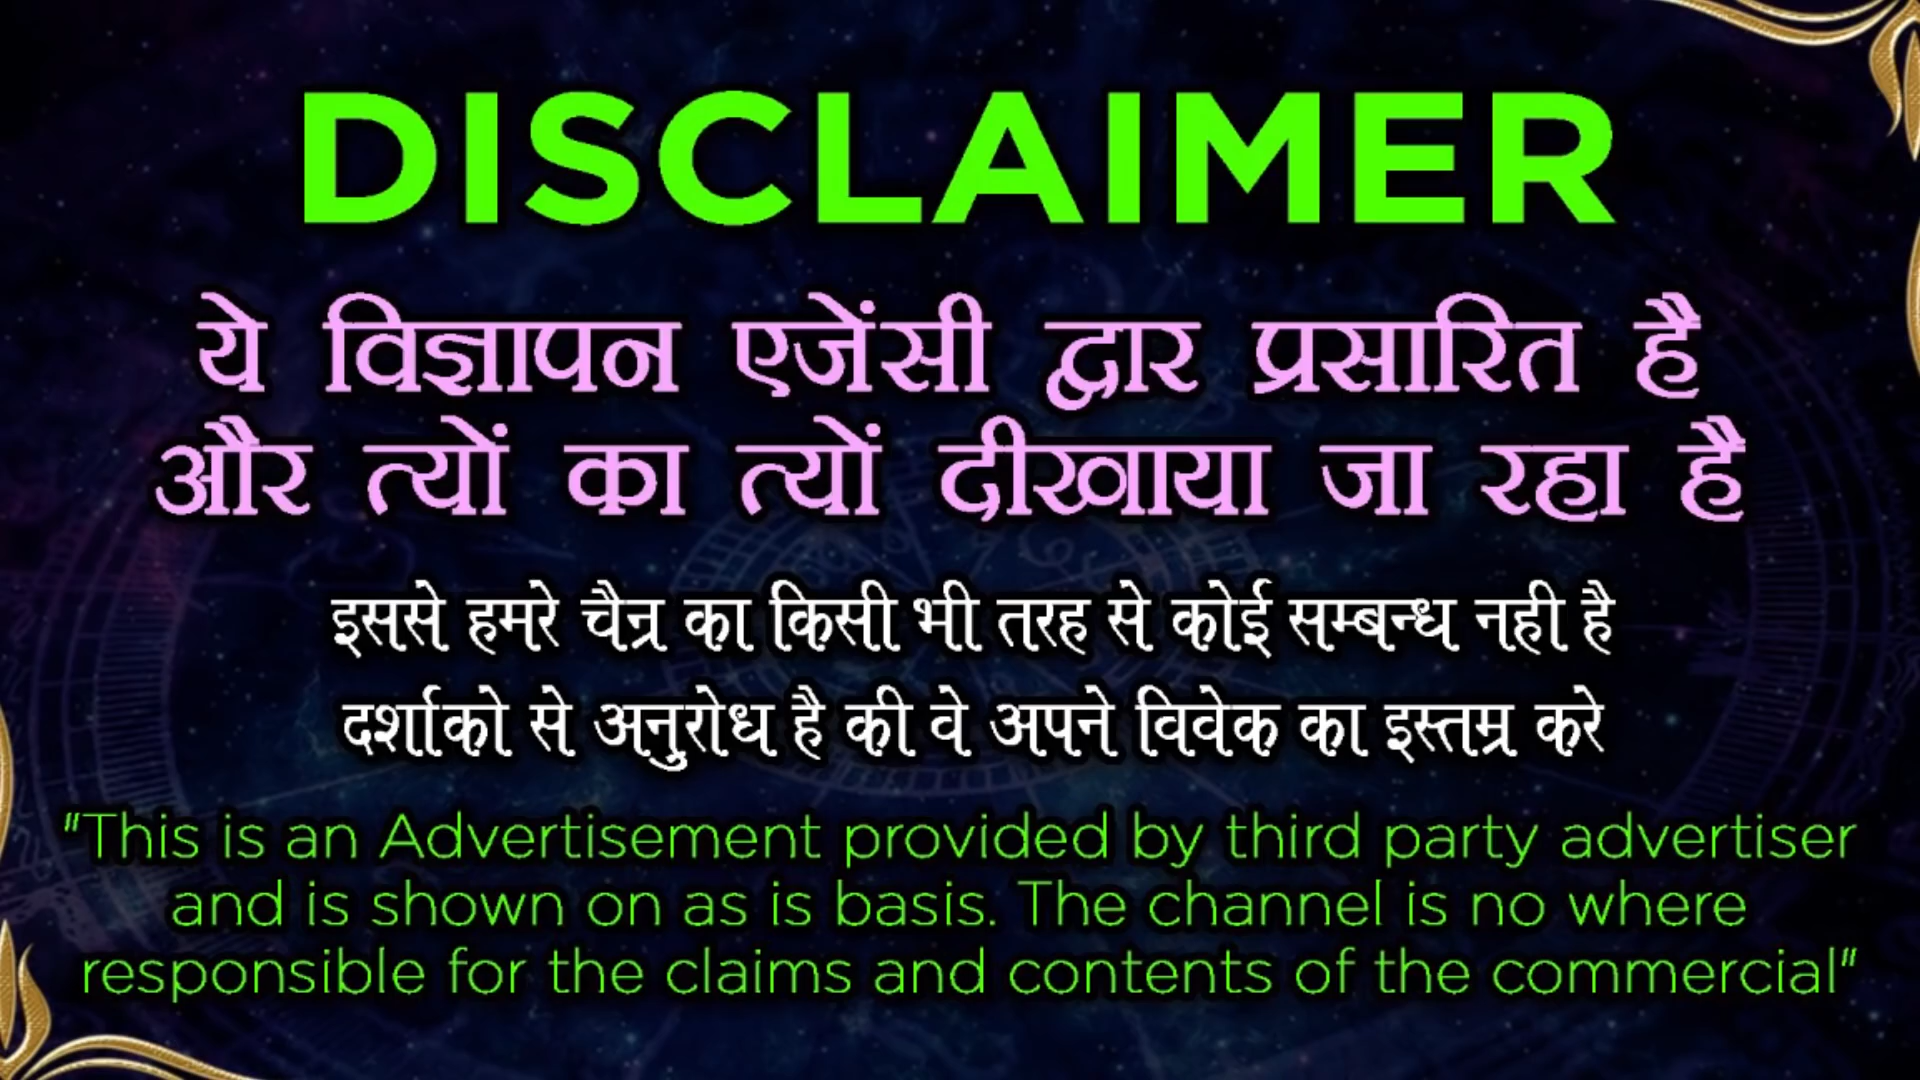 DISCLAIMER
ये विज्ञापन एजेंसी द्वार प्रसारित है
और त्यों का त्यों दीखाया जा रहा है
इससे हमरे चैन्र का किसी भी तरह से कोई सम्बन्ध नही है
दर्शाको से अनुरोध है की वे अपने विवेक का इस्तम्र करे
"This is an Advertisement provided by third party advertiser
and is shown on as is basis. The channel is no where
responsible for the claims and contents of the commercial"